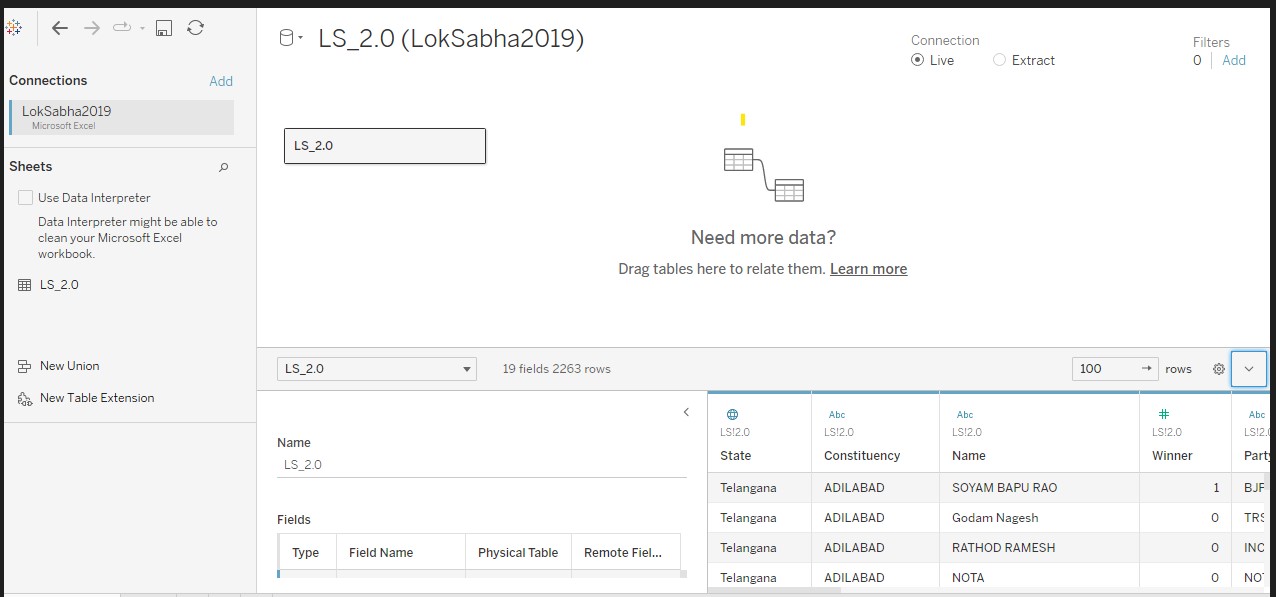 LS_2.0 (LokSabha2019)
Connection
Live
Extract
Filters
0
Add
Connections
Add
LokSabha2019
Microsoft Excel
Sheets
Use Data Interpreter
Data Interpreter might be able to
clean your Microsoft Excel
workbook.
LS_2.0
New Union
New Table Extension
LS_2.0
Need more data?
Drag tables here to relate them. Learn more
LS_2.0
19 fields 2263 rows
100
rows
Name
LS_2.0
Fields
Type Field Name Physical Table Remote Fiel...
Abc Abc # Abc
LS!2.0 LS!2.0 LS!2.0 LS!2.0 LS!2.
State Constituency Name Winner Party
Telangana ADILABAD SOYAM BAPU RAO 1 BJP
Telangana ADILABAD Godam Nagesh 0 TRS
Telangana ADILABAD RATHOD RAMESH 0 INC
Telangana ADILABAD NOTA 0 NO